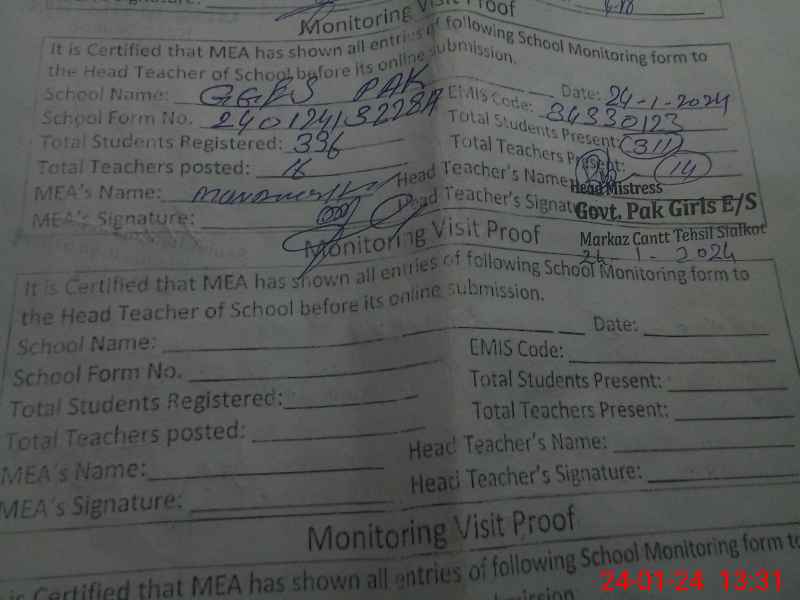 Monitoring Visit Proof
It is Certified that MEA has shown all entries of following School Monitoring form to
the Head Teacher of School before its online submission.
School Name: GGES PAK Date: 24-1-2024
School Form No. EMIS Code: 34330123
Total Students Registered: 336 Total Students Present: 311
Total Teachers posted: 16 Total Teachers Present: 14
MEA's Name: Head Teacher's Name
MEA's Signature: Head Teacher's Signature
Head Mistress
Govt. Pak Girls E/S
Markaz Cantt Tehsil Sialkot
24-1-2024
Monitoring Visit Proof
It is Certified that MEA has shown all entries of following School Monitoring form to
the Head Teacher of School before its online submission.
School Name: Date:
School Form No. EMIS Code:
Total Students Registered: Total Students Present:
Total Teachers posted: Total Teachers Present:
MEA's Name: Head Teacher's Name:
MEA's Signature: Head Teacher's Signature:
Monitoring Visit Proof
is Certified that MEA has shown all entries of following School Monitoring form to
24-01-24 13:31